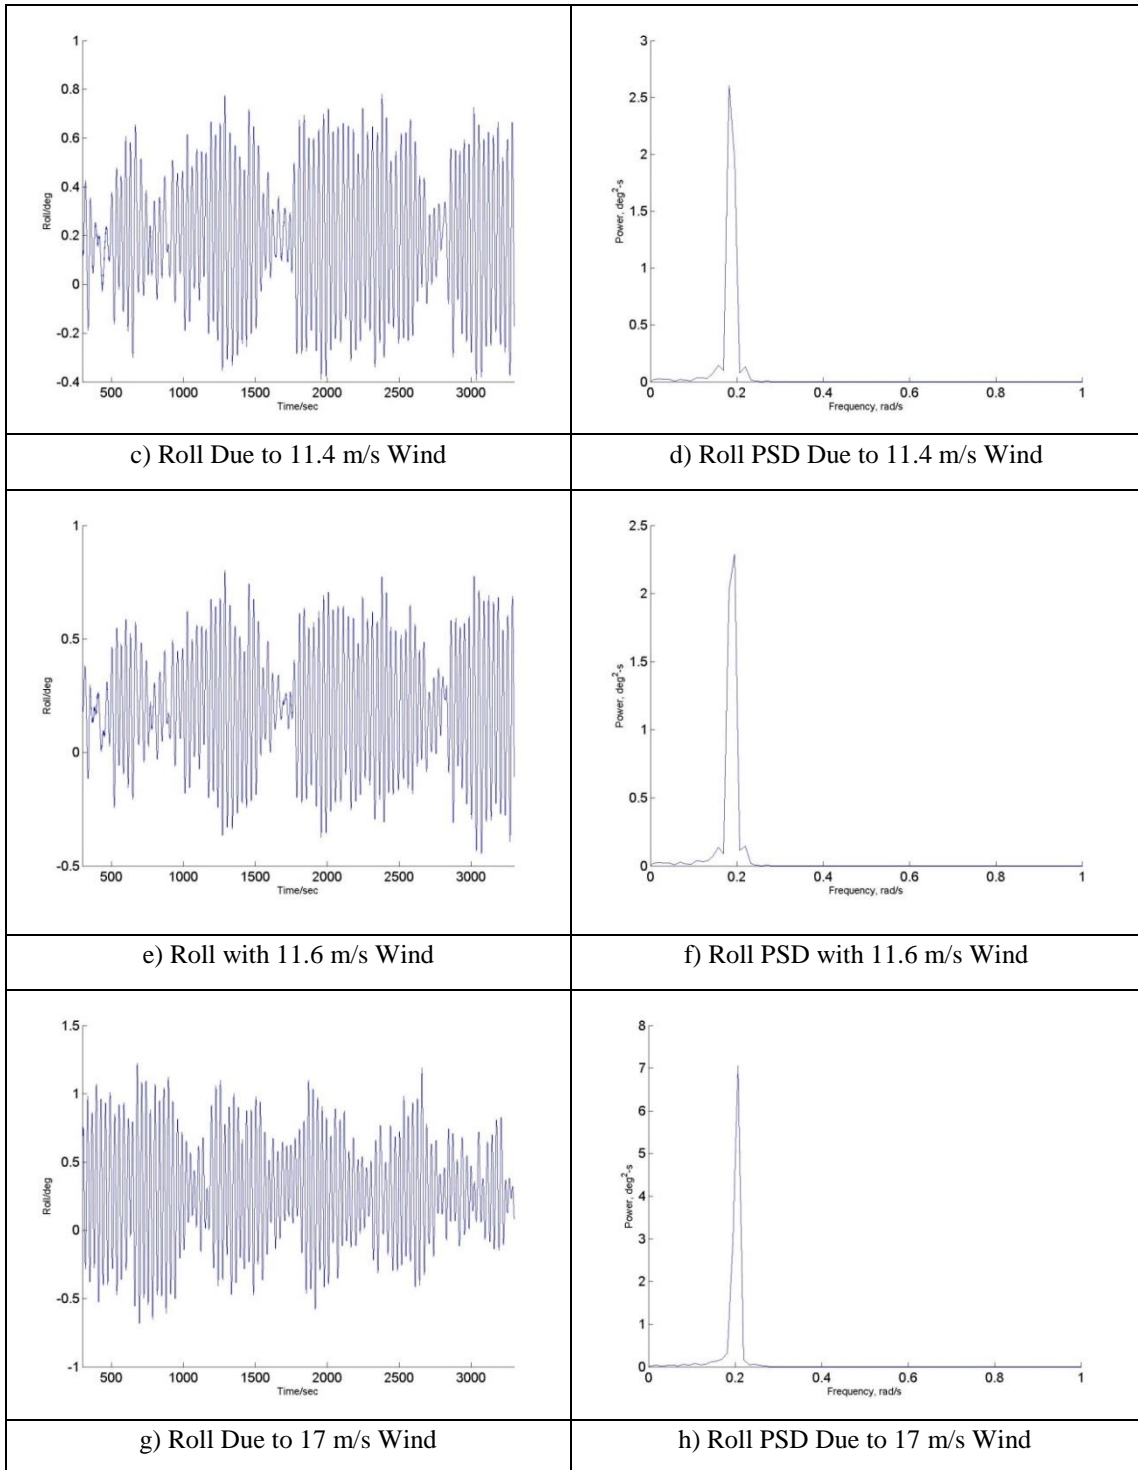 1
0.8
0.6
0.4
0.2
0
-0.2
-0.4
Roll/deg
500 1000 1500 2000 2500 3000
Time/sec
3
2.5
2
1.5
1
0.5
0
Power, deg²-s
0 0.2 0.4 0.6 0.8 1
Frequency, rad/s
c) Roll Due to 11.4 m/s Wind
d) Roll PSD Due to 11.4 m/s Wind
1
0.5
0
-0.5
Roll/deg
500 1000 1500 2000 2500 3000
Time/sec
2.5
2
1.5
1
0.5
0
Power, deg²-s
0 0.2 0.4 0.6 0.8 1
Frequency, rad/s
e) Roll with 11.6 m/s Wind
f) Roll PSD with 11.6 m/s Wind
1.5
1
0.5
0
-0.5
-1
Roll/deg
500 1000 1500 2000 2500 3000
Time/sec
8
7
6
5
4
3
2
1
0
Power, deg²-s
0 0.2 0.4 0.6 0.8 1
Frequency, rad/s
g) Roll Due to 17 m/s Wind
h) Roll PSD Due to 17 m/s Wind